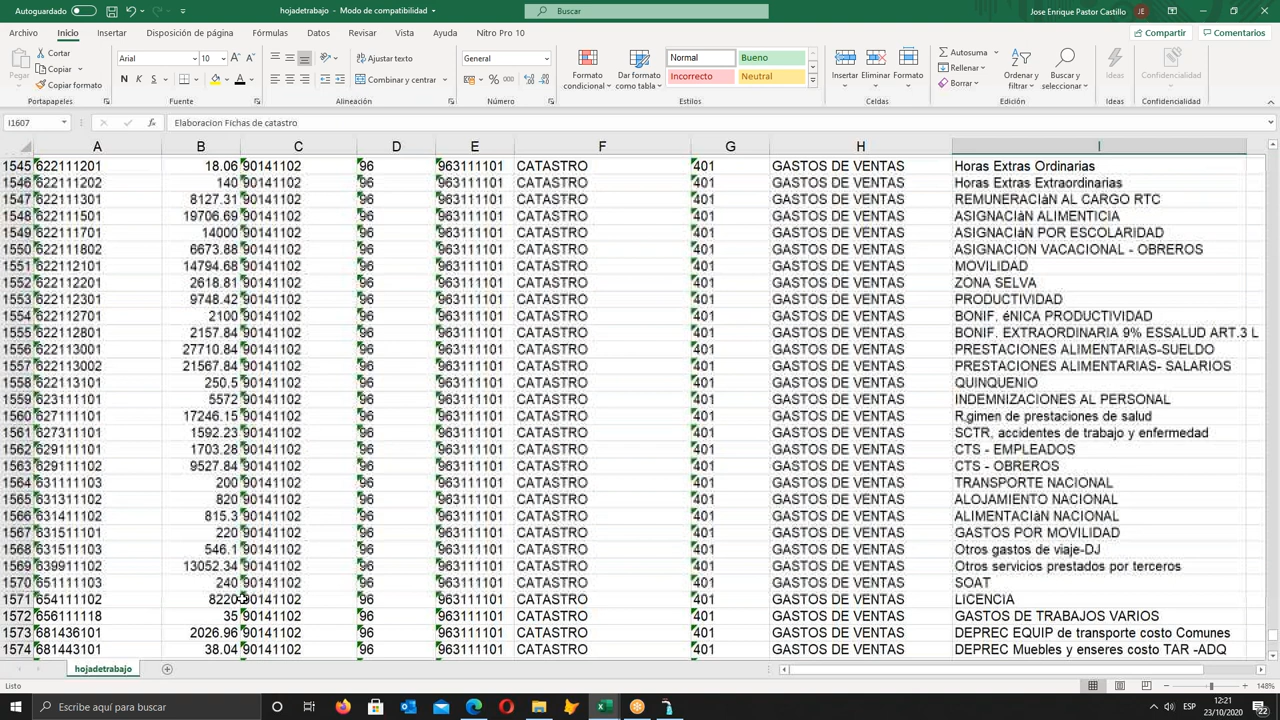 Autoguardado
hojadetrabajo - Modo de compatibilidad
Buscar
Jose Enrique Pastor Castillo
JE
Archivo Inicio Insertar Disposición de página Fórmulas Datos Revisar Vista Ayuda Nitro Pro 10
Compartir
Comentarios
Pegar
Cortar
Copiar
Copiar formato
Portapapeles
Arial
10
N K S
Fuente
Ajustar texto
Combinar y centrar
Alineación
General
Número
Formato condicional
Dar formato como tabla
Normal
Bueno
Incorrecto
Neutral
Estilos
Insertar Eliminar Formato
Celdas
Autosuma
Rellenar
Borrar
Ordenar y filtrar
Buscar y seleccionar
Edición
Ideas
Ideas
Confidencialidad
Confidencialidad
I1607
Elaboracion Fichas de catastro
A B C D E F G H I
1545 622111201 18.06 90141102 96 963111101 CATASTRO 401 GASTOS DE VENTAS Horas Extras Ordinarias
1546 622111202 140 90141102 96 963111101 CATASTRO 401 GASTOS DE VENTAS Horas Extras Extraordinarias
1547 622111301 8127.31 90141102 96 963111101 CATASTRO 401 GASTOS DE VENTAS REMUNERACIàN AL CARGO RTC
1548 622111501 19706.69 90141102 96 963111101 CATASTRO 401 GASTOS DE VENTAS ASIGNACIàN ALIMENTICIA
1549 622111701 14000 90141102 96 963111101 CATASTRO 401 GASTOS DE VENTAS ASIGNACIàN POR ESCOLARIDAD
1550 622111802 6673.88 90141102 96 963111101 CATASTRO 401 GASTOS DE VENTAS ASIGNACION VACACIONAL - OBREROS
1551 622112101 14794.68 90141102 96 963111101 CATASTRO 401 GASTOS DE VENTAS MOVILIDAD
1552 622112201 2618.81 90141102 96 963111101 CATASTRO 401 GASTOS DE VENTAS ZONA SELVA
1553 622112301 9748.42 90141102 96 963111101 CATASTRO 401 GASTOS DE VENTAS PRODUCTIVIDAD
1554 622112701 2100 90141102 96 963111101 CATASTRO 401 GASTOS DE VENTAS BONIF. éNICA PRODUCTIVIDAD
1555 622112801 2157.84 90141102 96 963111101 CATASTRO 401 GASTOS DE VENTAS BONIF. EXTRAORDINARIA 9% ESSALUD ART.3 L
1556 622113001 27710.84 90141102 96 963111101 CATASTRO 401 GASTOS DE VENTAS PRESTACIONES ALIMENTARIAS-SUELDO
1557 622113002 21567.84 90141102 96 963111101 CATASTRO 401 GASTOS DE VENTAS PRESTACIONES ALIMENTARIAS- SALARIOS
1558 622113101 250.5 90141102 96 963111101 CATASTRO 401 GASTOS DE VENTAS QUINQUENIO
1559 623111101 5572 90141102 96 963111101 CATASTRO 401 GASTOS DE VENTAS INDEMNIZACIONES AL PERSONAL
1560 627111101 17246.15 90141102 96 963111101 CATASTRO 401 GASTOS DE VENTAS R‚gimen de prestaciones de salud
1561 627311101 1592.23 90141102 96 963111101 CATASTRO 401 GASTOS DE VENTAS SCTR, accidentes de trabajo y enfermedad
1562 629111101 1703.28 90141102 96 963111101 CATASTRO 401 GASTOS DE VENTAS CTS - EMPLEADOS
1563 629111102 9527.84 90141102 96 963111101 CATASTRO 401 GASTOS DE VENTAS CTS - OBREROS
1564 631111103 200 90141102 96 963111101 CATASTRO 401 GASTOS DE VENTAS TRANSPORTE NACIONAL
1565 631311102 820 90141102 96 963111101 CATASTRO 401 GASTOS DE VENTAS ALOJAMIENTO NACIONAL
1566 631411102 815.3 90141102 96 963111101 CATASTRO 401 GASTOS DE VENTAS ALIMENTACIàN NACIONAL
1567 631511101 220 90141102 96 963111101 CATASTRO 401 GASTOS DE VENTAS GASTOS POR MOVILIDAD
1568 631511103 546.1 90141102 96 963111101 CATASTRO 401 GASTOS DE VENTAS Otros gastos de viaje-DJ
1569 639911102 13052.34 90141102 96 963111101 CATASTRO 401 GASTOS DE VENTAS Otros servicios prestados por terceros
1570 651111103 240 90141102 96 963111101 CATASTRO 401 GASTOS DE VENTAS SOAT
1571 654111102 8220 90141102 96 963111101 CATASTRO 401 GASTOS DE VENTAS LICENCIA
1572 656111118 35 90141102 96 963111101 CATASTRO 401 GASTOS DE VENTAS GASTOS DE TRABAJOS VARIOS
1573 681436101 2026.96 90141102 96 963111101 CATASTRO 401 GASTOS DE VENTAS DEPREC EQUIP de transporte costo Comunes
1574 681443101 38.04 90141102 96 963111101 CATASTRO 401 GASTOS DE VENTAS DEPREC Muebles y enseres costo TAR -ADQ
hojadetrabajo
Listo
148%
Escribe aquí para buscar
ESP
12:21
23/10/2020
22